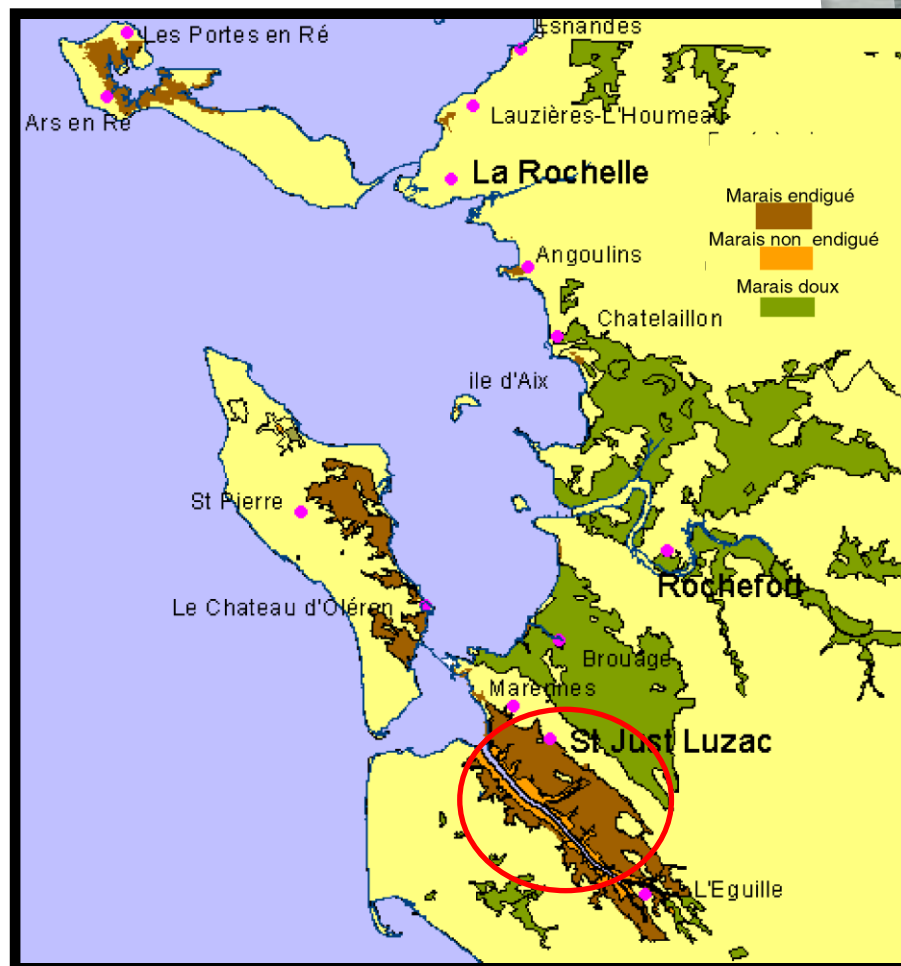 Esnandes
Les Portes en Ré
Lauzières-L'Houmeau
Ars en Ré
La Rochelle
Marais endigué
Marais non endigué
Angoulins
Marais doux
Chatelaillon
ile d'Aix
St Pierre
Rochefort
Le Chateau d'Oléron
Brouage
Marennes
St Just Luzac
L'Eguille